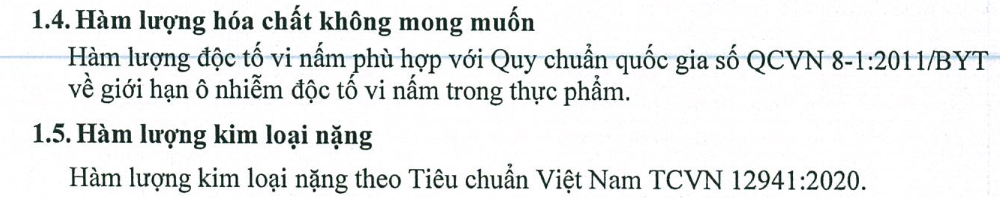 1.4. Hàm lượng hóa chất không mong muốn
Hàm lượng độc tố vi nấm phù hợp với Quy chuẩn quốc gia số QCVN 8-1:2011/BYT
về giới hạn ô nhiễm độc tố vi nấm trong thực phẩm.
1.5. Hàm lượng kim loại nặng
Hàm lượng kim loại nặng theo Tiêu chuẩn Việt Nam TCVN 12941:2020.